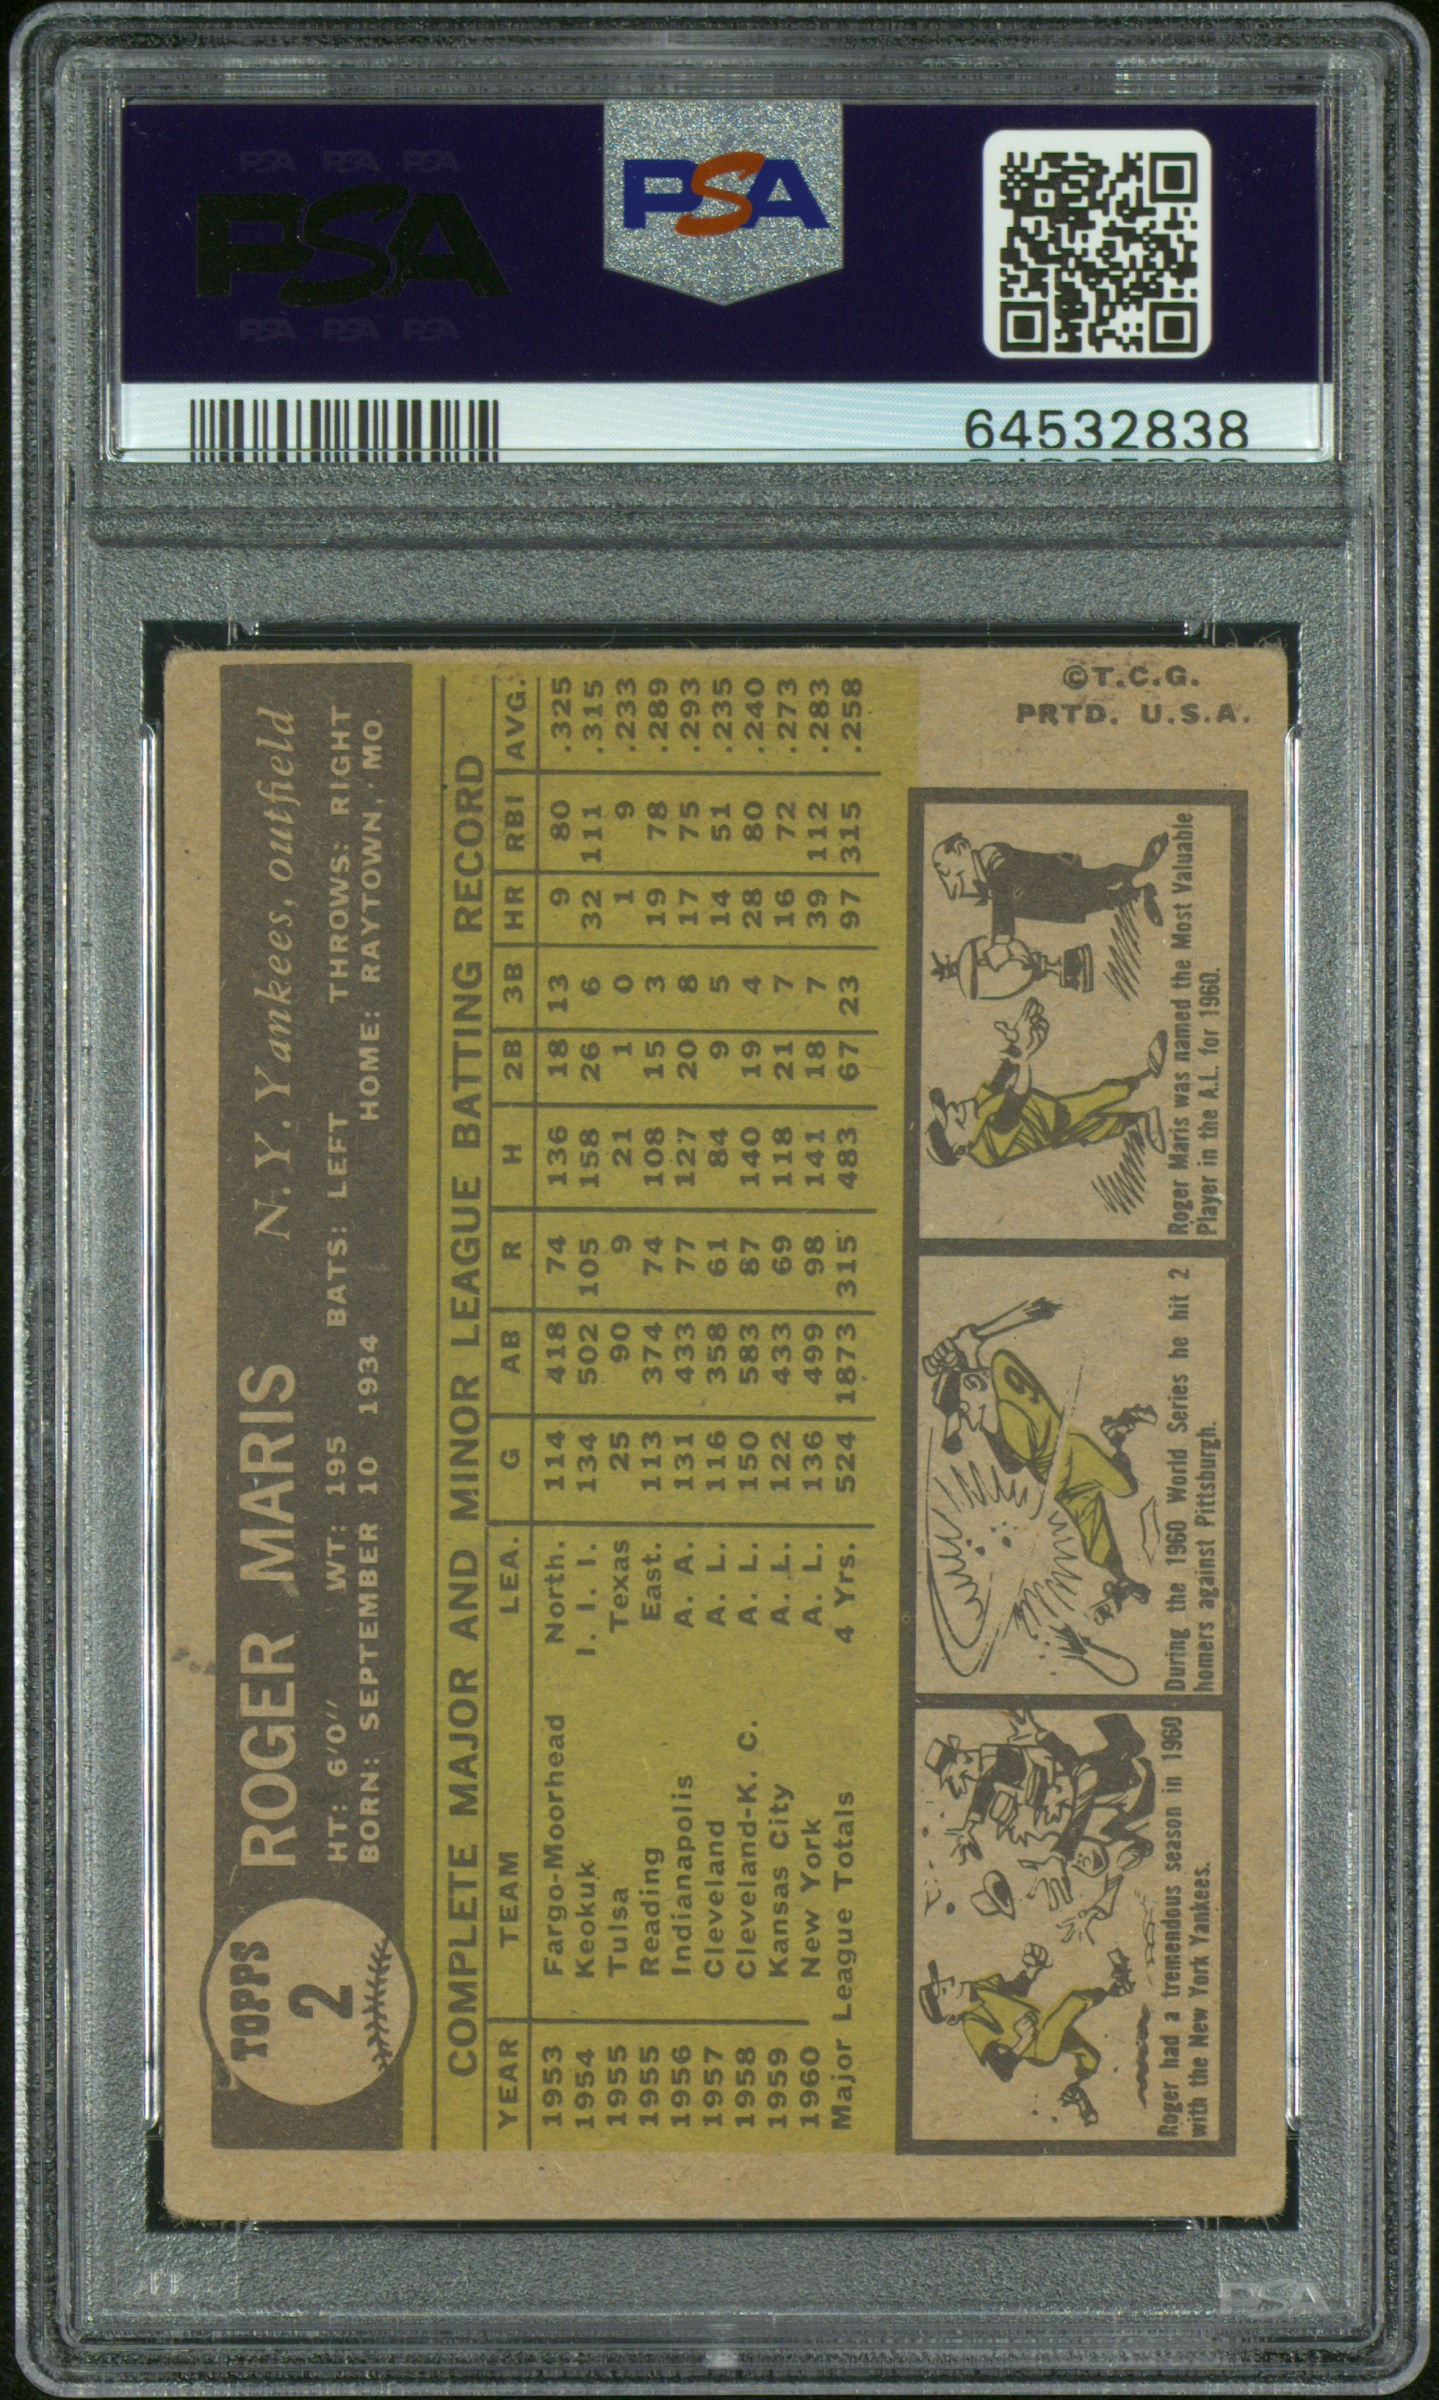 PSA PSA PSA
PSA
PSA PSA PSA
PSA
64532838
TOPPS
2
ROGER MARIS N. Y. Yankees, outfield
HT: 6'0" WT: 195 BATS: LEFT THROWS: RIGHT
BORN: SEPTEMBER 10 1934 HOME: RAYTOWN, MO
COMPLETE MAJOR AND MINOR LEAGUE BATTING RECORD
YEAR TEAM LEA. G AB R H 2B 3B HR RBI AVG.
1953 Fargo-Moorhead North. 114 418 74 136 18 13 9 80 .325
1954 Keokuk I. I. I. 134 502 105 158 26 6 32 111 .315
1955 Tulsa Texas 25 90 9 21 1 0 1 9 .233
1955 Reading East. 113 374 74 108 15 3 19 78 .289
1956 Indianapolis A. A. 131 433 77 127 20 8 17 75 .293
1957 Cleveland A. L. 116 358 61 84 9 5 14 51 .235
1958 Cleveland-K. C. A. L. 150 583 87 140 19 4 28 80 .240
1959 Kansas City A. L. 122 433 69 118 21 7 16 72 .273
1960 New York A. L. 136 499 98 141 18 7 39 112 .283
Major League Totals 4 Yrs. 524 1873 315 483 67 23 97 315 .258
Roger had a tremendous season in 1960
with the New York Yankees.
9
During the 1960 World Series he hit 2
homers against Pittsburgh.
Roger Maris was named the Most Valuable
Player in the A.L. for 1960.
©T.C.G.
PRTD. U.S.A.
PSA